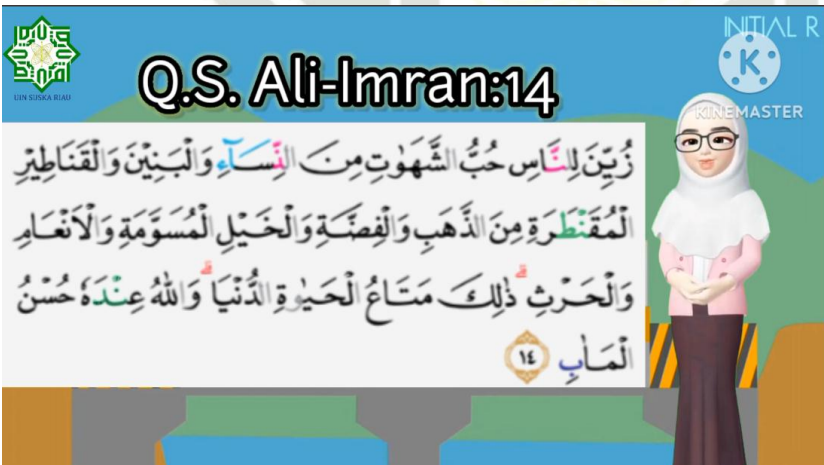 INITIAL R
KINEMASTER
UIN SUSKA RIAU
Q.S. Ali-Imran:14
زُيِّنَ لِلنَّاسِ حُبُّ الشَّهَوٰتِ مِنَ النِّسَاۤءِ وَالْبَنِيْنَ وَالْقَنَاطِيْرِ
الْمُقَنْطَرَةِ مِنَ الذَّهَبِ وَالْفِضَّةِ وَالْخَيْلِ الْمُسَوَّمَةِ وَالْاَنْعَامِ
وَالْحَرْثِ ۗ ذٰلِكَ مَتَاعُ الْحَيٰوةِ الدُّنْيَا ۗ وَاللّٰهُ عِنْدَهٗ حُسْنُ
الْمَاٰبِ ١٤